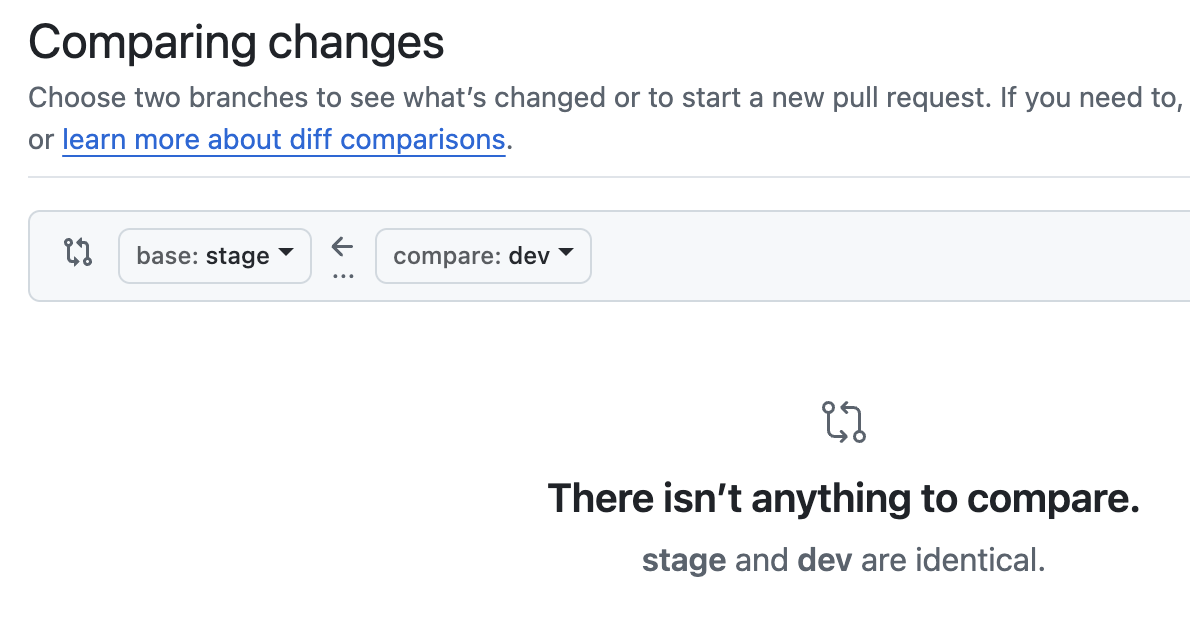 Comparing changes
Choose two branches to see what’s changed or to start a new pull request. If you need to,
or learn more about diff comparisons.
base: stage ... compare: dev
There isn’t anything to compare.
stage and dev are identical.